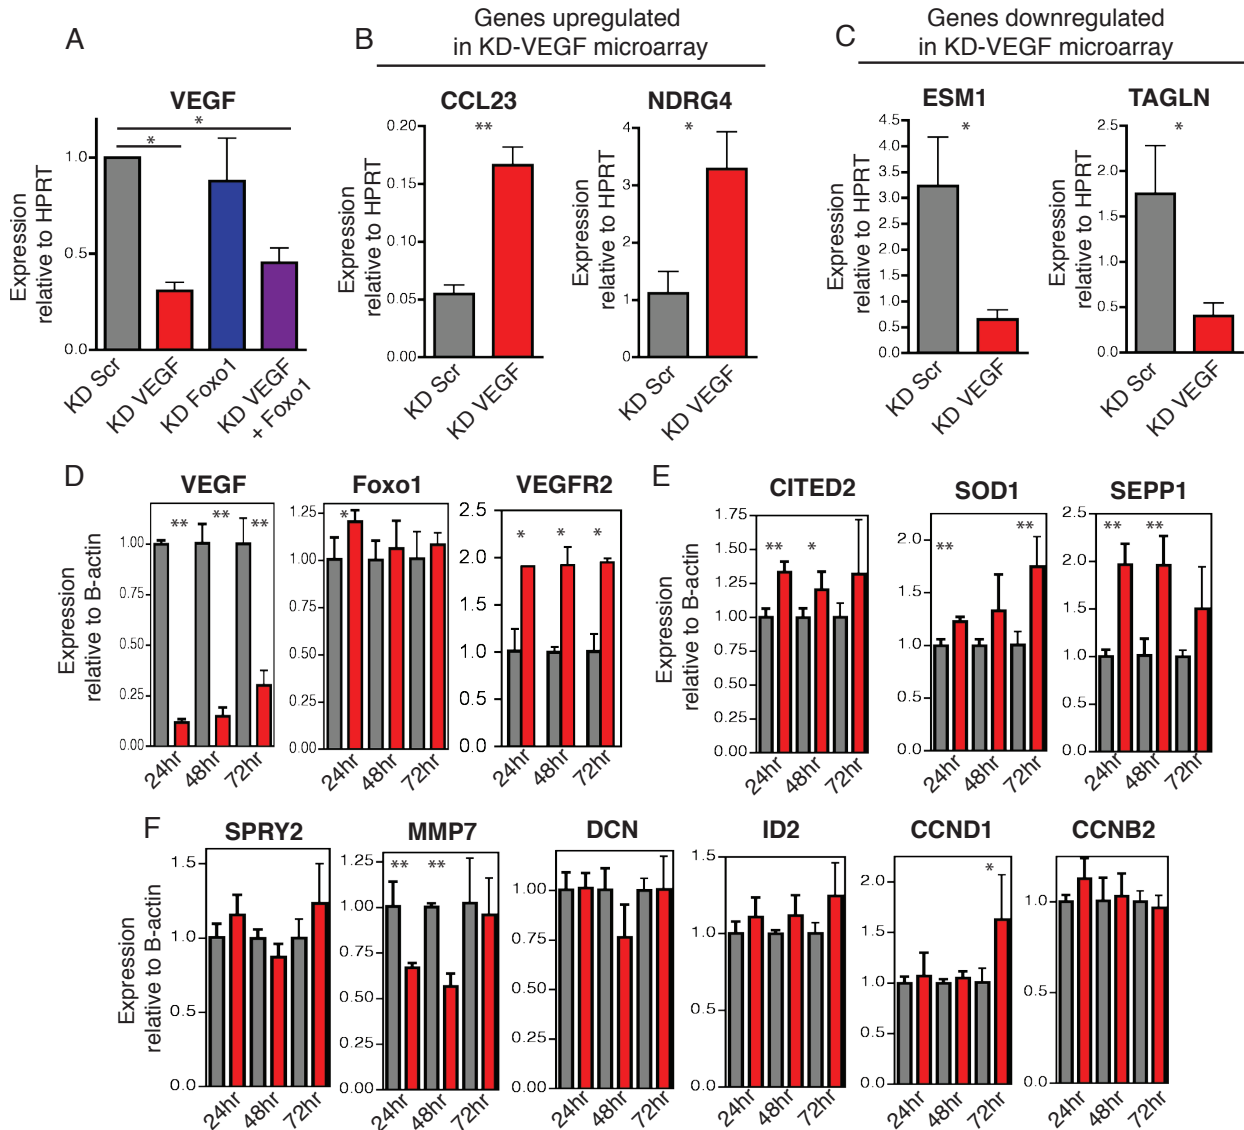 A
VEGF
*
*
Expression
relative to HPRT
1.0
0.5
0.0
KD Scr
KD VEGF
KD Foxo1
KD VEGF
+ Foxo1
B
Genes upregulated
in KD-VEGF microarray
CCL23
**
Expression
relative to HPRT
0.20
0.15
0.10
0.05
0.00
KD Scr
KD VEGF
NDRG4
*
Expression
relative to HPRT
4
3
2
1
0
KD Scr
KD VEGF
C
Genes downregulated
in KD-VEGF microarray
ESM1
*
Expression
relative to HPRT
4.5
4.0
3.5
3.0
2.5
2.0
1.5
1.0
0.5
0.0
KD Scr
KD VEGF
TAGLN
*
Expression
relative to HPRT
2.5
2.0
1.5
1.0
0.5
0.0
KD Scr
KD VEGF
D
VEGF
** ** **
Expression
relative to B-actin
1.00
0.75
0.50
0.25
0.00
24hr
48hr
72hr
Foxo1
*
1.25
1.00
0.75
0.50
0.25
0.00
24hr
48hr
72hr
VEGFR2
* * *
2.5
2.0
1.5
1.0
0.5
0.0
24hr
48hr
72hr
E
CITED2
** *
Expression
relative to B-actin
1.75
1.50
1.25
1.00
0.75
0.50
0.25
0.00
24hr
48hr
72hr
SOD1
** **
2.0
1.5
1.0
0.5
0.0
24hr
48hr
72hr
SEPP1
** **
2.5
2.0
1.5
1.0
0.5
0.0
24hr
48hr
72hr
F
SPRY2
Expression
relative to B-actin
1.5
1.0
0.5
0.0
24hr
48hr
72hr
MMP7
** **
1.25
1.00
0.75
0.50
0.25
0.00
24hr
48hr
72hr
DCN
1.00
0.75
0.50
0.25
0.00
24hr
48hr
72hr
ID2
1.5
1.0
0.5
0.0
24hr
48hr
72hr
CCND1
*
2.0
1.5
1.0
0.5
0.0
24hr
48hr
72hr
CCNB2
1.0
0.5
0.0
24hr
48hr
72hr